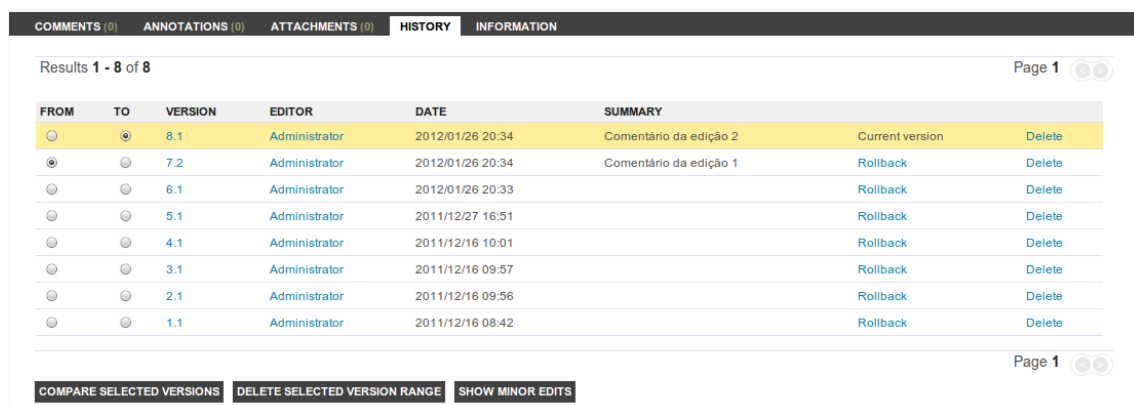 COMMENTS (0) ANNOTATIONS (0) ATTACHMENTS (0) HISTORY INFORMATION
Results 1 - 8 of 8 Page 1
FROM TO VERSION EDITOR DATE SUMMARY
8.1 Administrator 2012/01/26 20:34 Comentário da edição 2 Current version Delete
7.2 Administrator 2012/01/26 20:34 Comentário da edição 1 Rollback Delete
6.1 Administrator 2012/01/26 20:33 Rollback Delete
5.1 Administrator 2011/12/27 16:51 Rollback Delete
4.1 Administrator 2011/12/16 10:01 Rollback Delete
3.1 Administrator 2011/12/16 09:57 Rollback Delete
2.1 Administrator 2011/12/16 09:56 Rollback Delete
1.1 Administrator 2011/12/16 08:42 Rollback Delete
Page 1
COMPARE SELECTED VERSIONS DELETE SELECTED VERSION RANGE SHOW MINOR EDITS